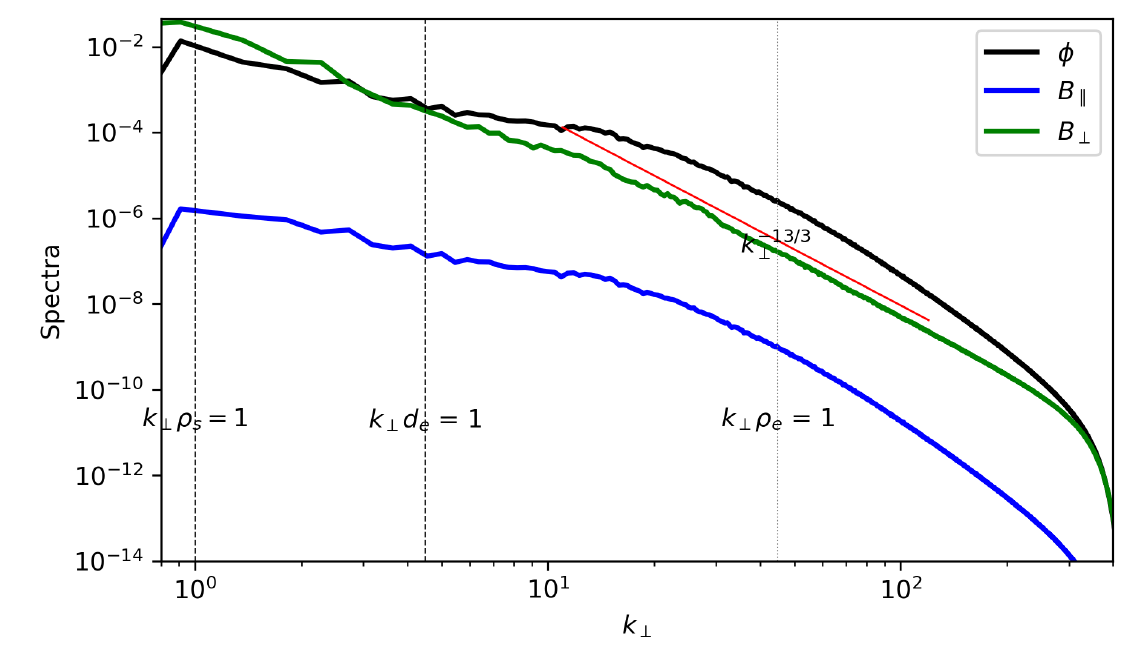 Spectra
10⁻²
10⁻⁴
10⁻⁶
10⁻⁸
10⁻¹⁰
10⁻¹²
10⁻¹⁴
ϕ
B∥
B⊥
k⊥^−13/3
k⊥ρₛ = 1
k⊥dₑ = 1
k⊥ρₑ = 1
10⁰
10¹
10²
k⊥